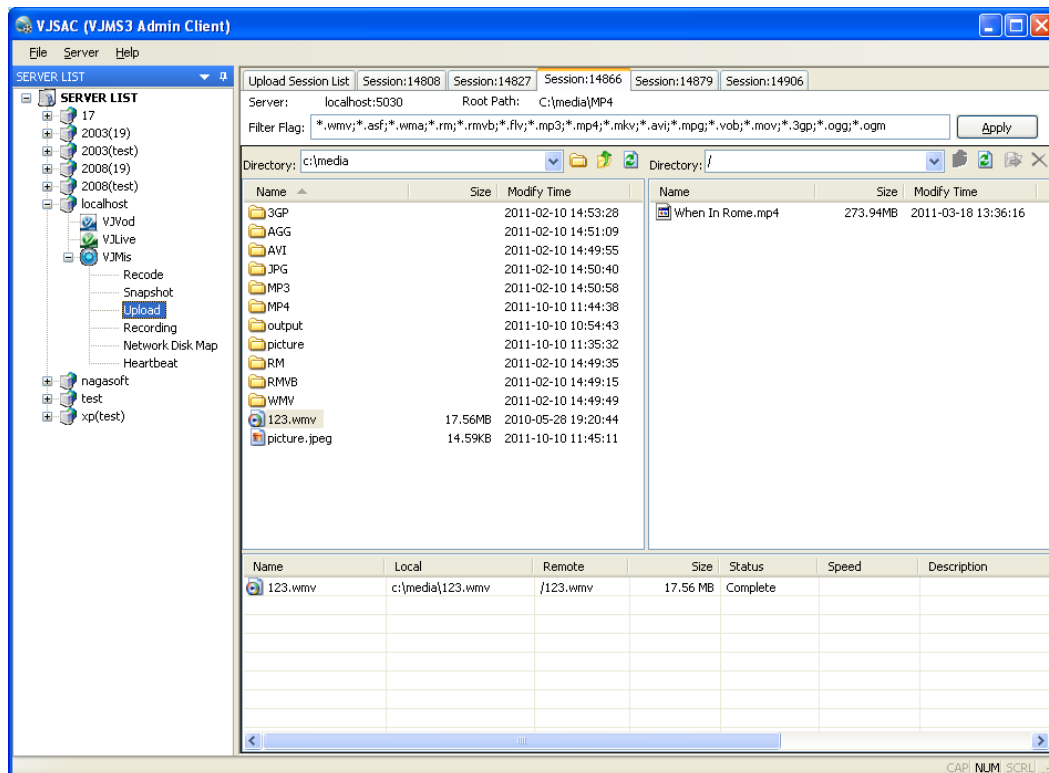 VJSAC (VJMS3 Admin Client)
File Server Help
SERVER LIST
SERVER LIST
17
2003(19)
2003(test)
2008(19)
2008(test)
localhost
VJVod
VJLive
VJMis
Recode
Snapshot
Upload
Recording
Network Disk Map
Heartbeat
nagasoft
test
xp(test)
Upload Session List Session:14808 Session:14827 Session:14866 Session:14879 Session:14906
Server: localhost:5030 Root Path: C:\media\MP4
Filter Flag: *.wmv;*.asf;*.wma;*.rm;*.rmvb;*.flv;*.mp3;*.mp4;*.mkv;*.avi;*.mpg;*.vob;*.mov;*.3gp;*.ogg;*.ogm Apply
Directory: c:\media
Name Size Modify Time
3GP 2011-02-10 14:53:28
AGG 2011-02-10 14:51:09
AVI 2011-02-10 14:49:55
JPG 2011-02-10 14:50:40
MP3 2011-02-10 14:50:58
MP4 2011-10-10 11:44:38
output 2011-10-10 10:54:43
picture 2011-10-10 11:35:32
RM 2011-02-10 14:49:35
RMVB 2011-02-10 14:49:15
WMV 2011-02-10 14:49:49
123.wmv 17.56MB 2010-05-28 19:20:44
picture.jpeg 14.59KB 2011-10-10 11:45:11
Directory: /
Name Size Modify Time
When In Rome.mp4 273.94MB 2011-03-18 13:36:16
Name Local Remote Size Status Speed Description
123.wmv c:\media\123.wmv /123.wmv 17.56 MB Complete
CAP NUM SCRL